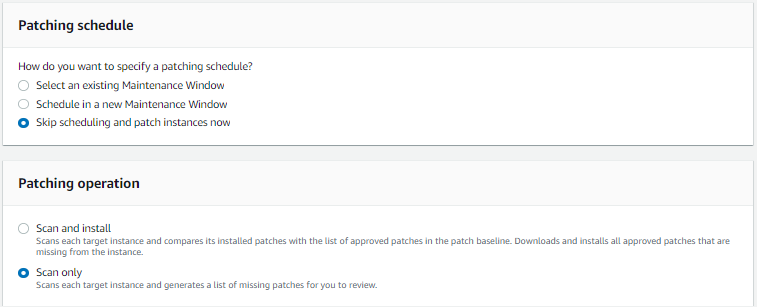 Patching schedule
How do you want to specify a patching schedule?
Select an existing Maintenance Window
Schedule in a new Maintenance Window
Skip scheduling and patch instances now
Patching operation
Scan and install
Scans each target instance and compares its installed patches with the list of approved patches in the patch baseline. Downloads and installs all approved patches that are
missing from the instance.
Scan only
Scans each target instance and generates a list of missing patches for you to review.